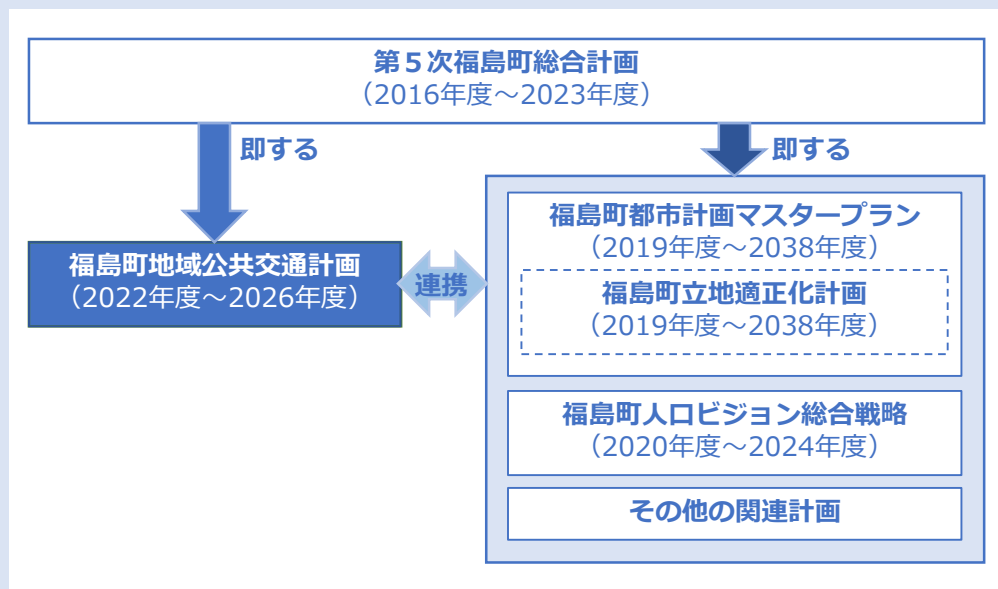 第５次福島町総合計画
（2016年度～2023年度）
即する
即する
福島町地域公共交通計画
（2022年度～2026年度）
連携
福島町都市計画マスタープラン
（2019年度～2038年度）
福島町立地適正化計画
（2019年度～2038年度）
福島町人口ビジョン総合戦略
（2020年度～2024年度）
その他の関連計画